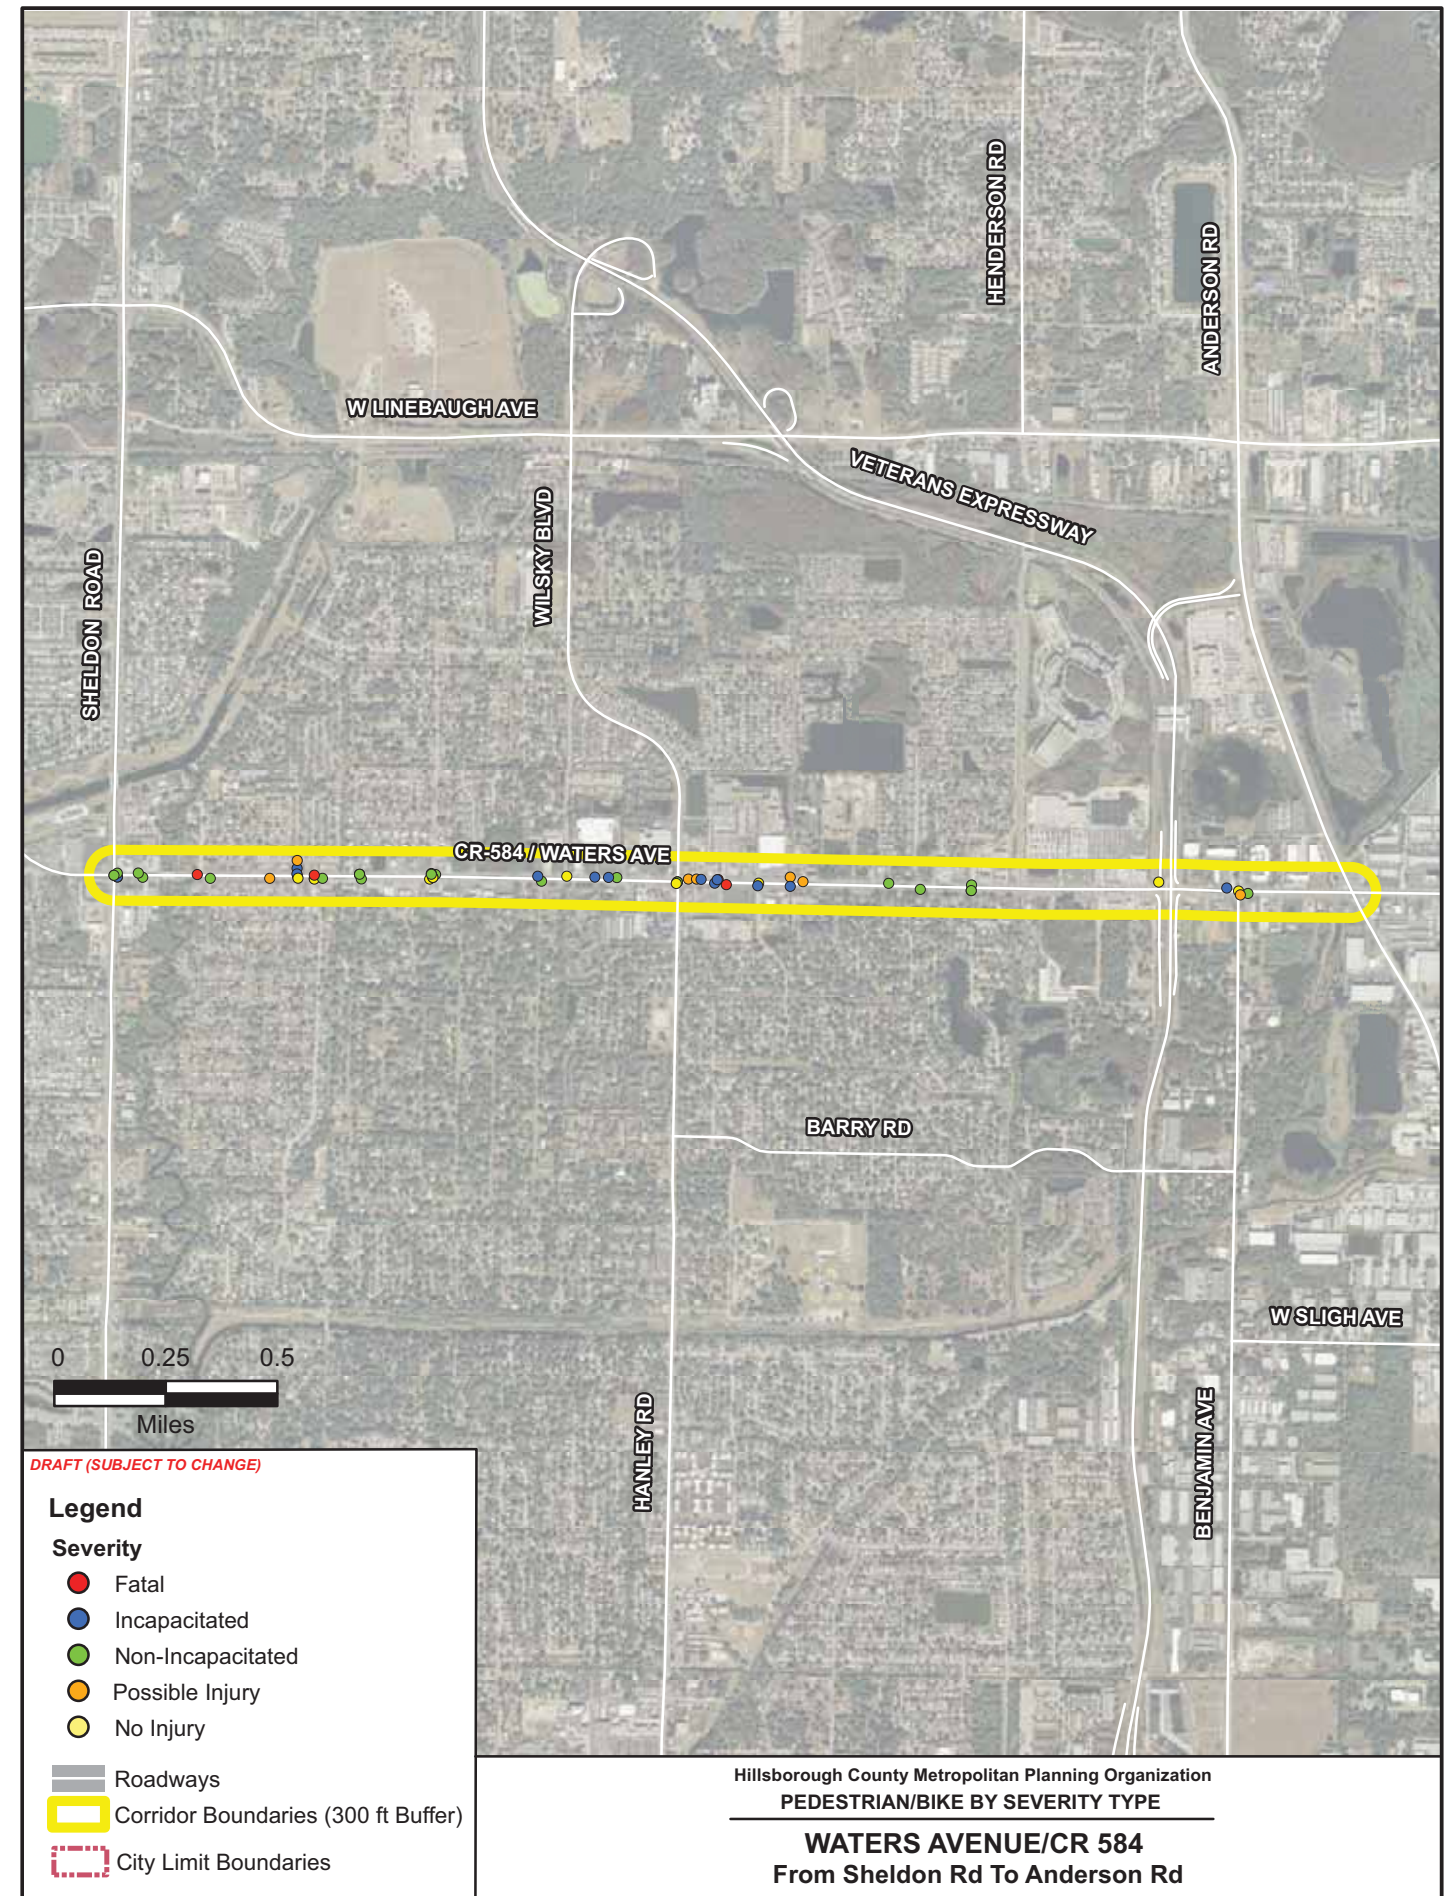 HENDERSON RD
ANDERSON RD
W LINEBAUGH AVE
VETERANS EXPRESSWAY
WILSKY BLVD
SHELDON ROAD
CR-584 / WATERS AVE
BARRY RD
W SLIGH AVE
HANLEY RD
BENJAMIN AVE
0 0.25 0.5
Miles
DRAFT (SUBJECT TO CHANGE)
Legend
Severity
Fatal
Incapacitated
Non-Incapacitated
Possible Injury
No Injury
Roadways
Corridor Boundaries (300 ft Buffer)
City Limit Boundaries
Hillsborough County Metropolitan Planning Organization
PEDESTRIAN/BIKE BY SEVERITY TYPE
WATERS AVENUE/CR 584
From Sheldon Rd To Anderson Rd